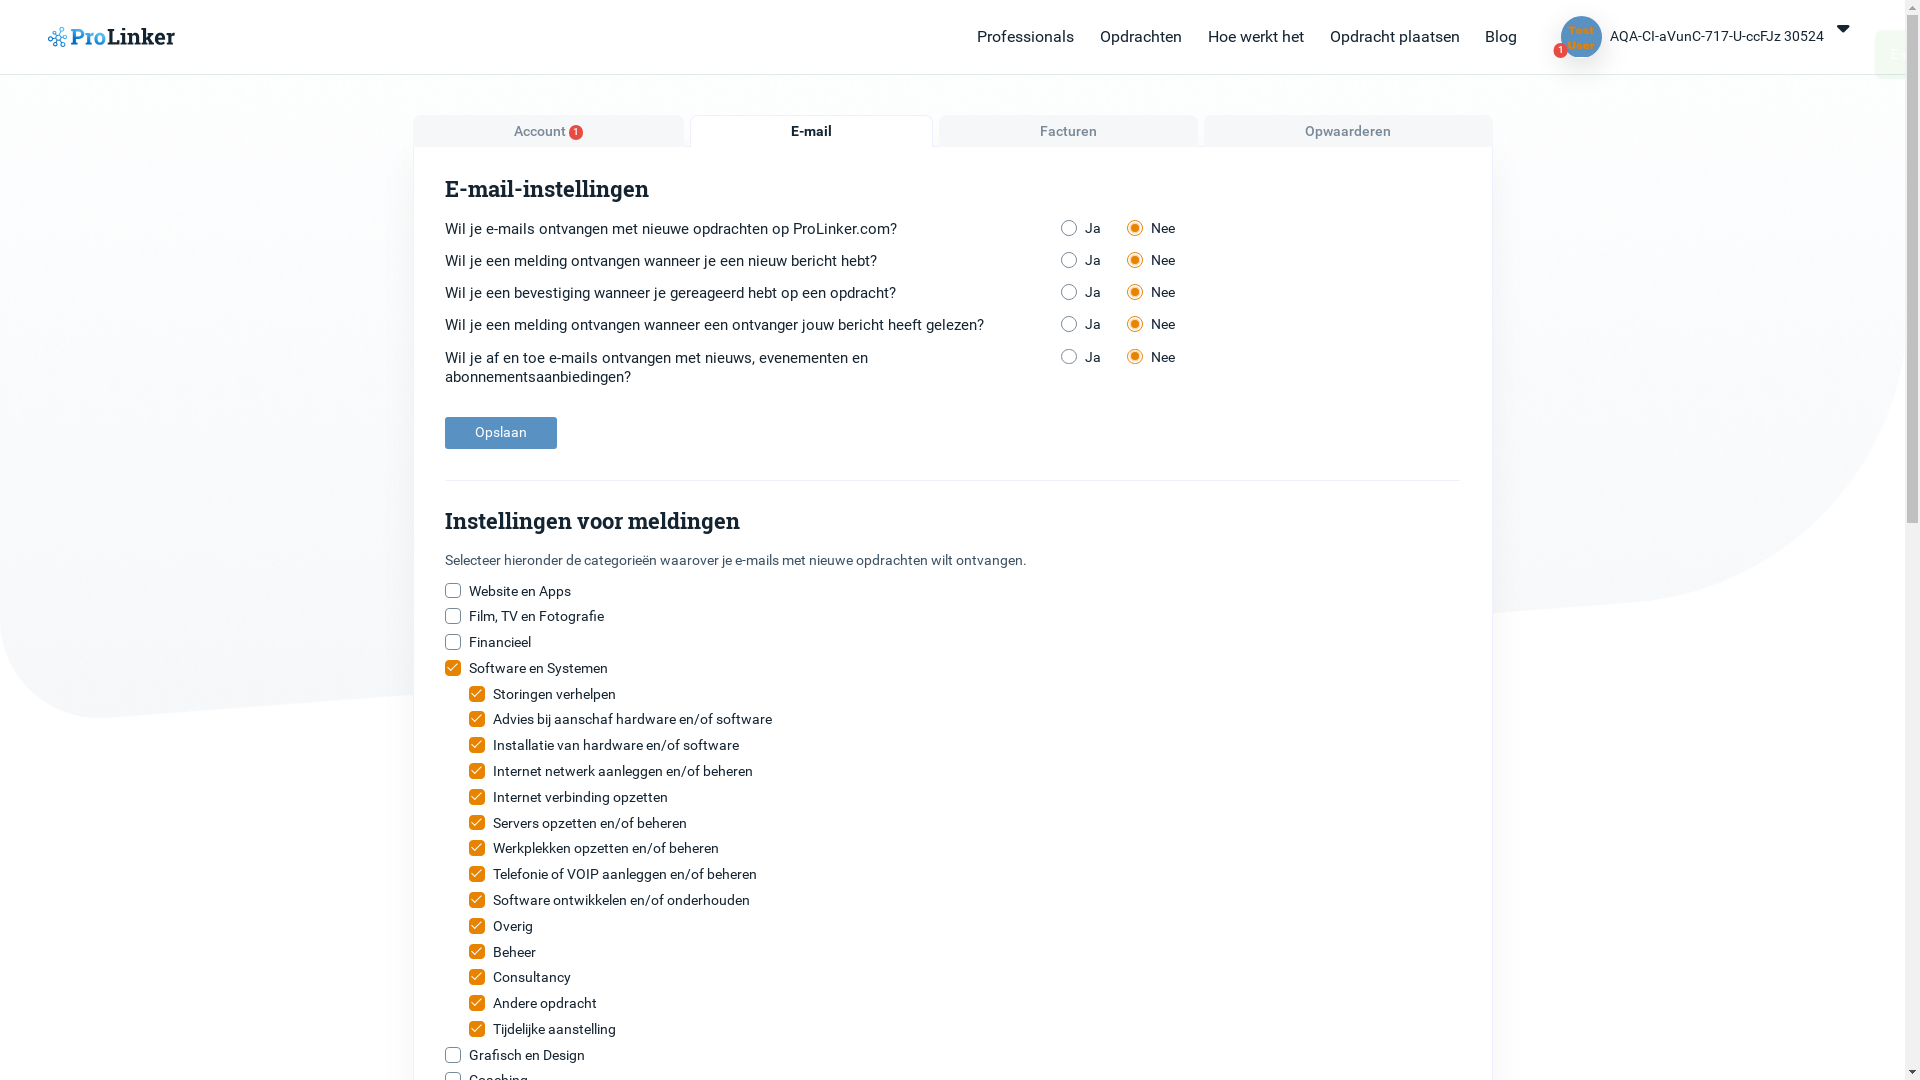 ProLinker
Professionals
Opdrachten
Hoe werkt het
Opdracht plaatsen
Blog
Test
User
1
AQA-CI-aVunC-717-U-ccFJz 30524
Account 1
E-mail
Facturen
Opwaarderen
E-mail-instellingen
Wil je e-mails ontvangen met nieuwe opdrachten op ProLinker.com?
Ja
Nee
Wil je een melding ontvangen wanneer je een nieuw bericht hebt?
Ja
Nee
Wil je een bevestiging wanneer je gereageerd hebt op een opdracht?
Ja
Nee
Wil je een melding ontvangen wanneer een ontvanger jouw bericht heeft gelezen?
Ja
Nee
Wil je af en toe e-mails ontvangen met nieuws, evenementen en
abonnementsaanbiedingen?
Ja
Nee
Opslaan
Instellingen voor meldingen
Selecteer hieronder de categorieën waarover je e-mails met nieuwe opdrachten wilt ontvangen.
Website en Apps
Film, TV en Fotografie
Financieel
Software en Systemen
Storingen verhelpen
Advies bij aanschaf hardware en/of software
Installatie van hardware en/of software
Internet netwerk aanleggen en/of beheren
Internet verbinding opzetten
Servers opzetten en/of beheren
Werkplekken opzetten en/of beheren
Telefonie of VOIP aanleggen en/of beheren
Software ontwikkelen en/of onderhouden
Overig
Beheer
Consultancy
Andere opdracht
Tijdelijke aanstelling
Grafisch en Design
Coaching